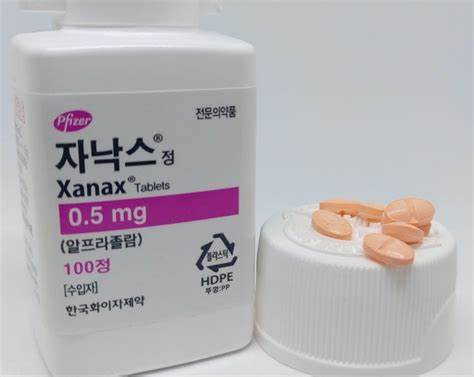 Pfizer
전문의약품
자낙스® 정
Xanax® Tablets
0.5 mg
(알프라졸람)
100정
[수입자]
한국화이자제약
플라스틱
HDPE
뚜껑:PP